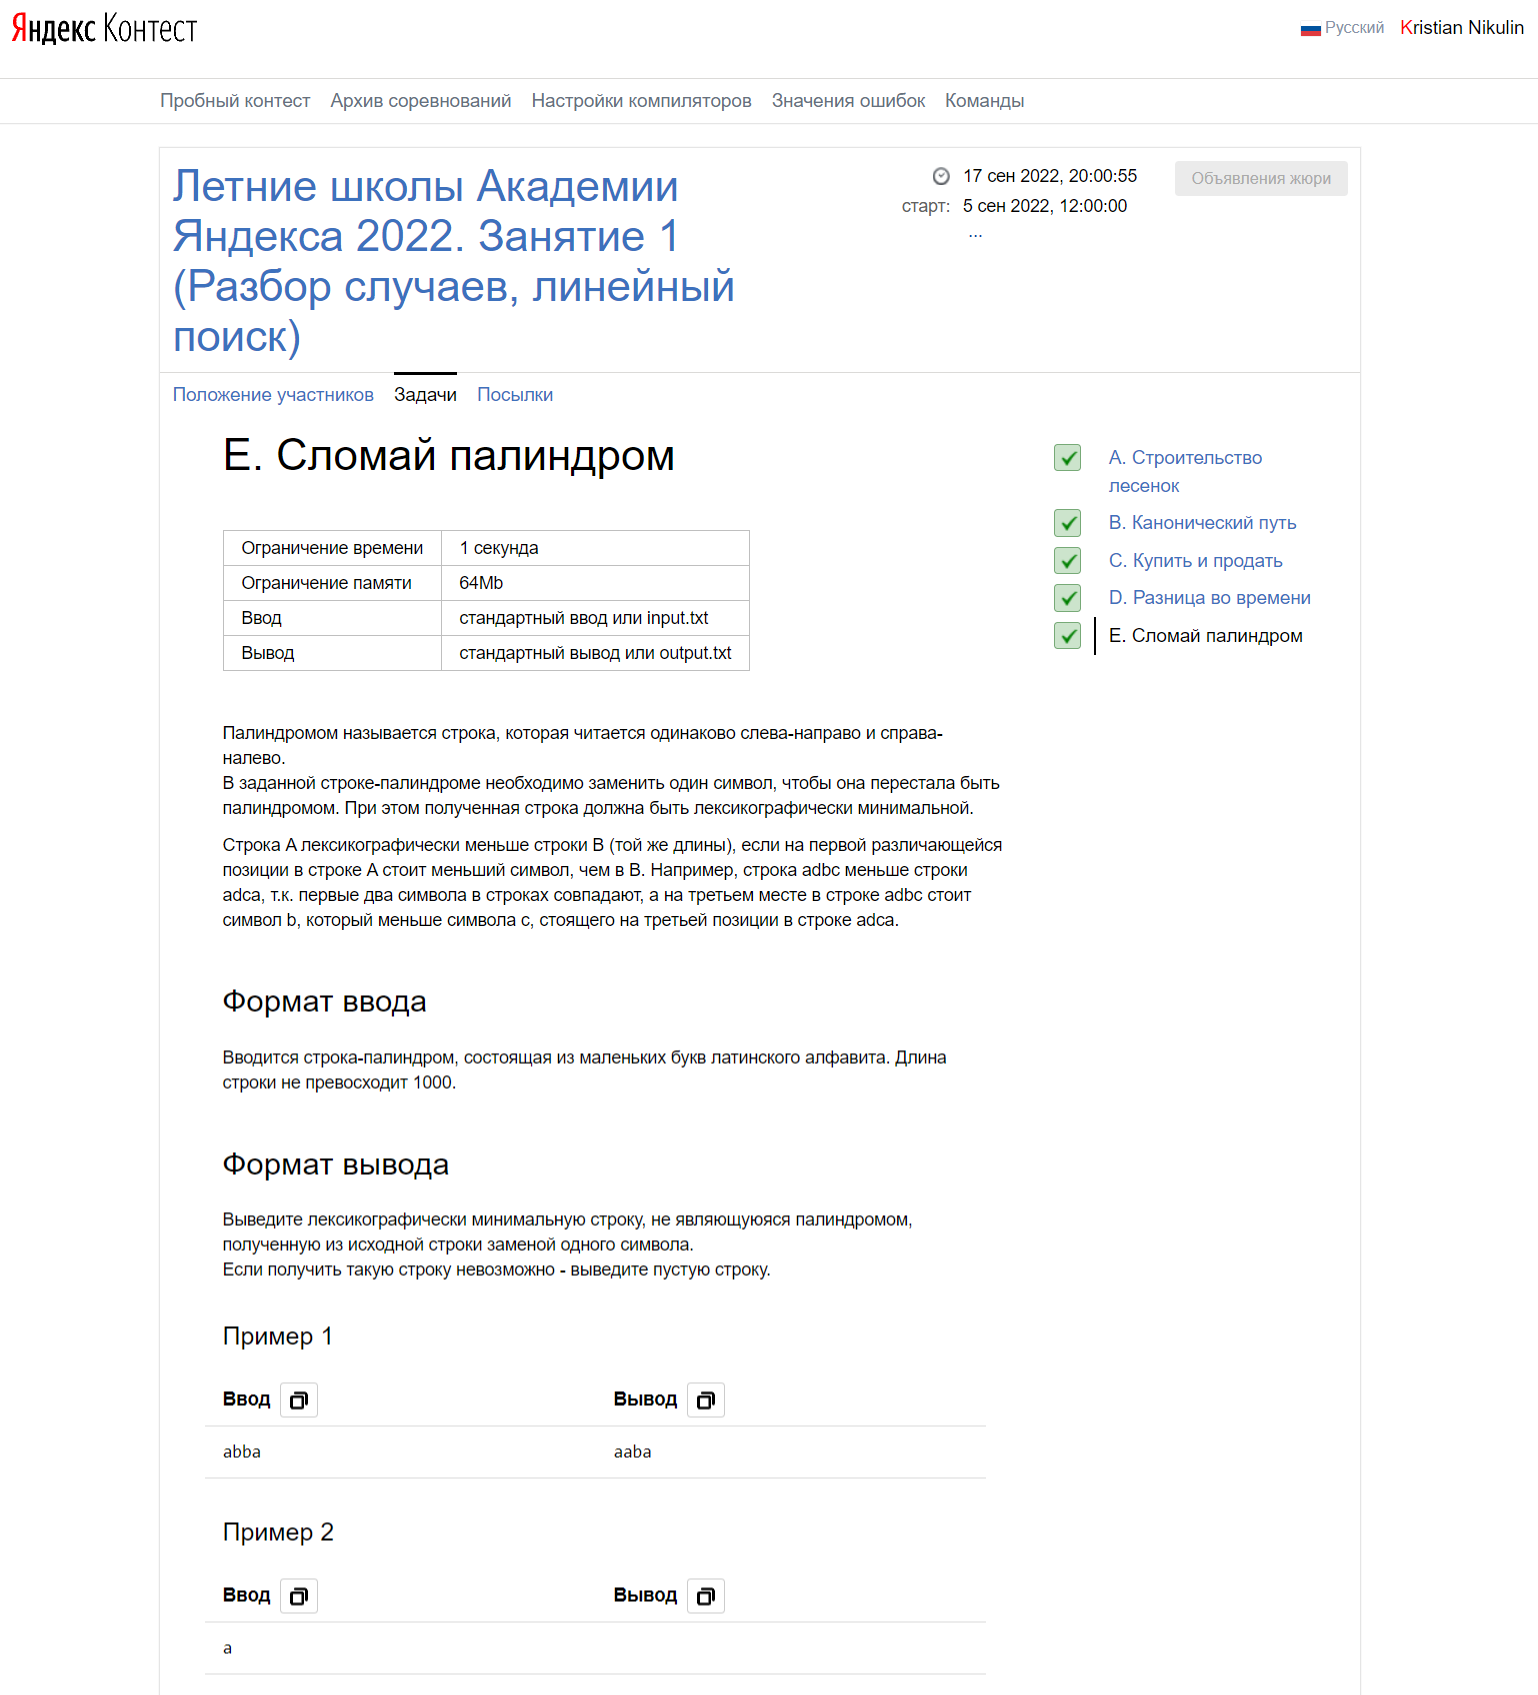 Яндекс Контест
Русский
Kristian Nikulin
Пробный контест Архив соревнований Настройки компиляторов Значения ошибок Команды
Летние школы Академии
Яндекса 2022. Занятие 1
(Разбор случаев, линейный
поиск)
17 сен 2022, 20:00:55
старт: 5 сен 2022, 12:00:00
...
Объявления жюри
Положение участников Задачи Посылки
E. Сломай палиндром
Ограничение времени 1 секунда
Ограничение памяти 64Mb
Ввод стандартный ввод или input.txt
Вывод стандартный вывод или output.txt
Палиндромом называется строка, которая читается одинаково слева-направо и справа-
налево.
В заданной строке-палиндроме необходимо заменить один символ, чтобы она перестала быть
палиндромом. При этом полученная строка должна быть лексикографически минимальной.
Строка A лексикографически меньше строки B (той же длины), если на первой различающейся
позиции в строке A стоит меньший символ, чем в B. Например, строка adbc меньше строки
adca, т.к. первые два символа в строках совпадают, а на третьем месте в строке adbc стоит
символ b, который меньше символа c, стоящего на третьей позиции в строке adca.
Формат ввода
Вводится строка-палиндром, состоящая из маленьких букв латинского алфавита. Длина
строки не превосходит 1000.
Формат вывода
Выведите лексикографически минимальную строку, не являющуюяся палиндромом,
полученную из исходной строки заменой одного символа.
Если получить такую строку невозможно - выведите пустую строку.
Пример 1
Ввод Вывод
abba aaba
Пример 2
Ввод Вывод
a
A. Строительство
лесенок
B. Канонический путь
C. Купить и продать
D. Разница во времени
E. Сломай палиндром